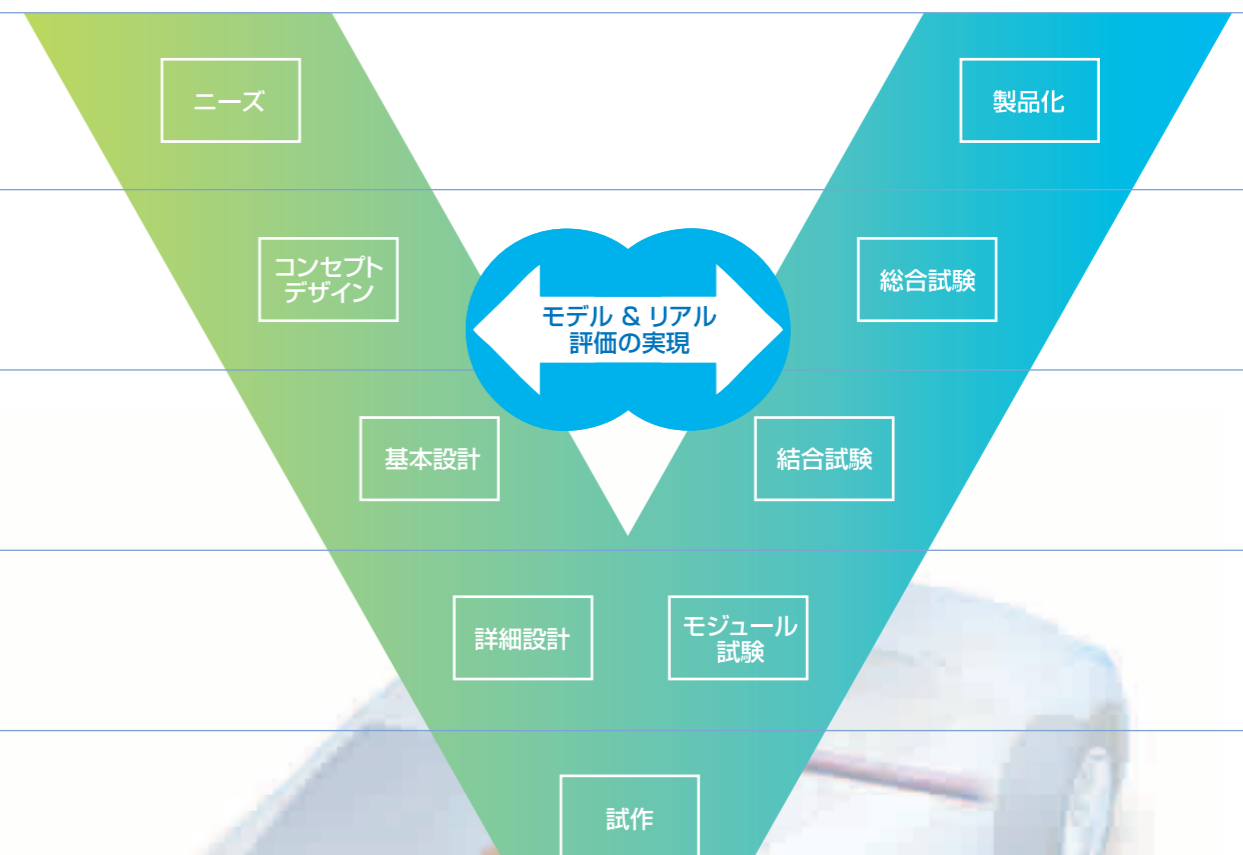 ニーズ
製品化
コンセプト
デザイン
総合試験
モデル & リアル
評価の実現
基本設計
結合試験
詳細設計
モジュール
試験
試作